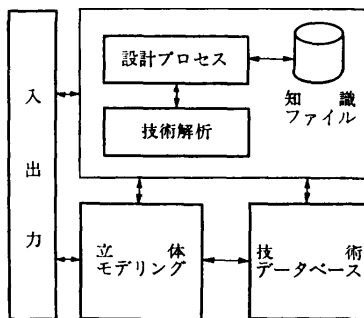 入出力
設計プロセス
技術解析
知識
ファイル
立体
モデリング
技術
データベース